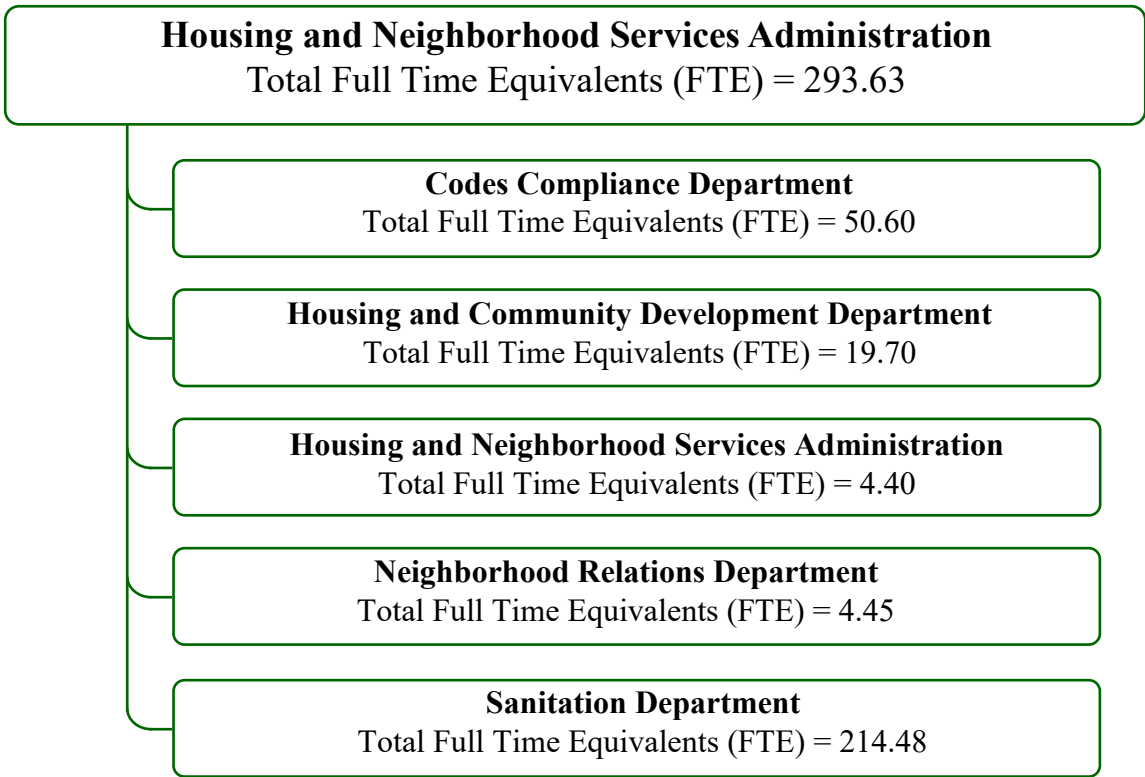 Housing and Neighborhood Services Administration
Total Full Time Equivalents (FTE) = 293.63
Codes Compliance Department
Total Full Time Equivalents (FTE) = 50.60
Housing and Community Development Department
Total Full Time Equivalents (FTE) = 19.70
Housing and Neighborhood Services Administration
Total Full Time Equivalents (FTE) = 4.40
Neighborhood Relations Department
Total Full Time Equivalents (FTE) = 4.45
Sanitation Department
Total Full Time Equivalents (FTE) = 214.48